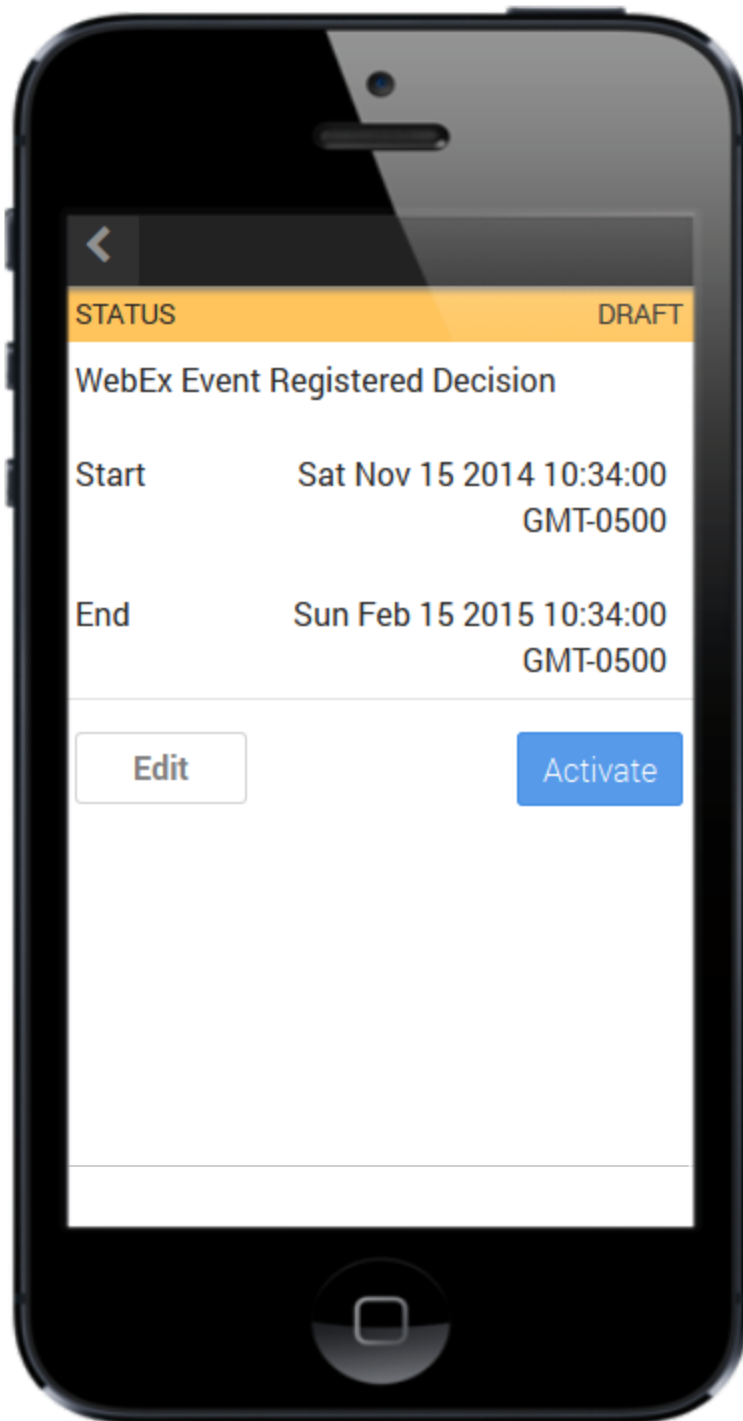 STATUS DRAFT
WebEx Event Registered Decision
Start Sat Nov 15 2014 10:34:00
GMT-0500
End Sun Feb 15 2015 10:34:00
GMT-0500
Edit Activate